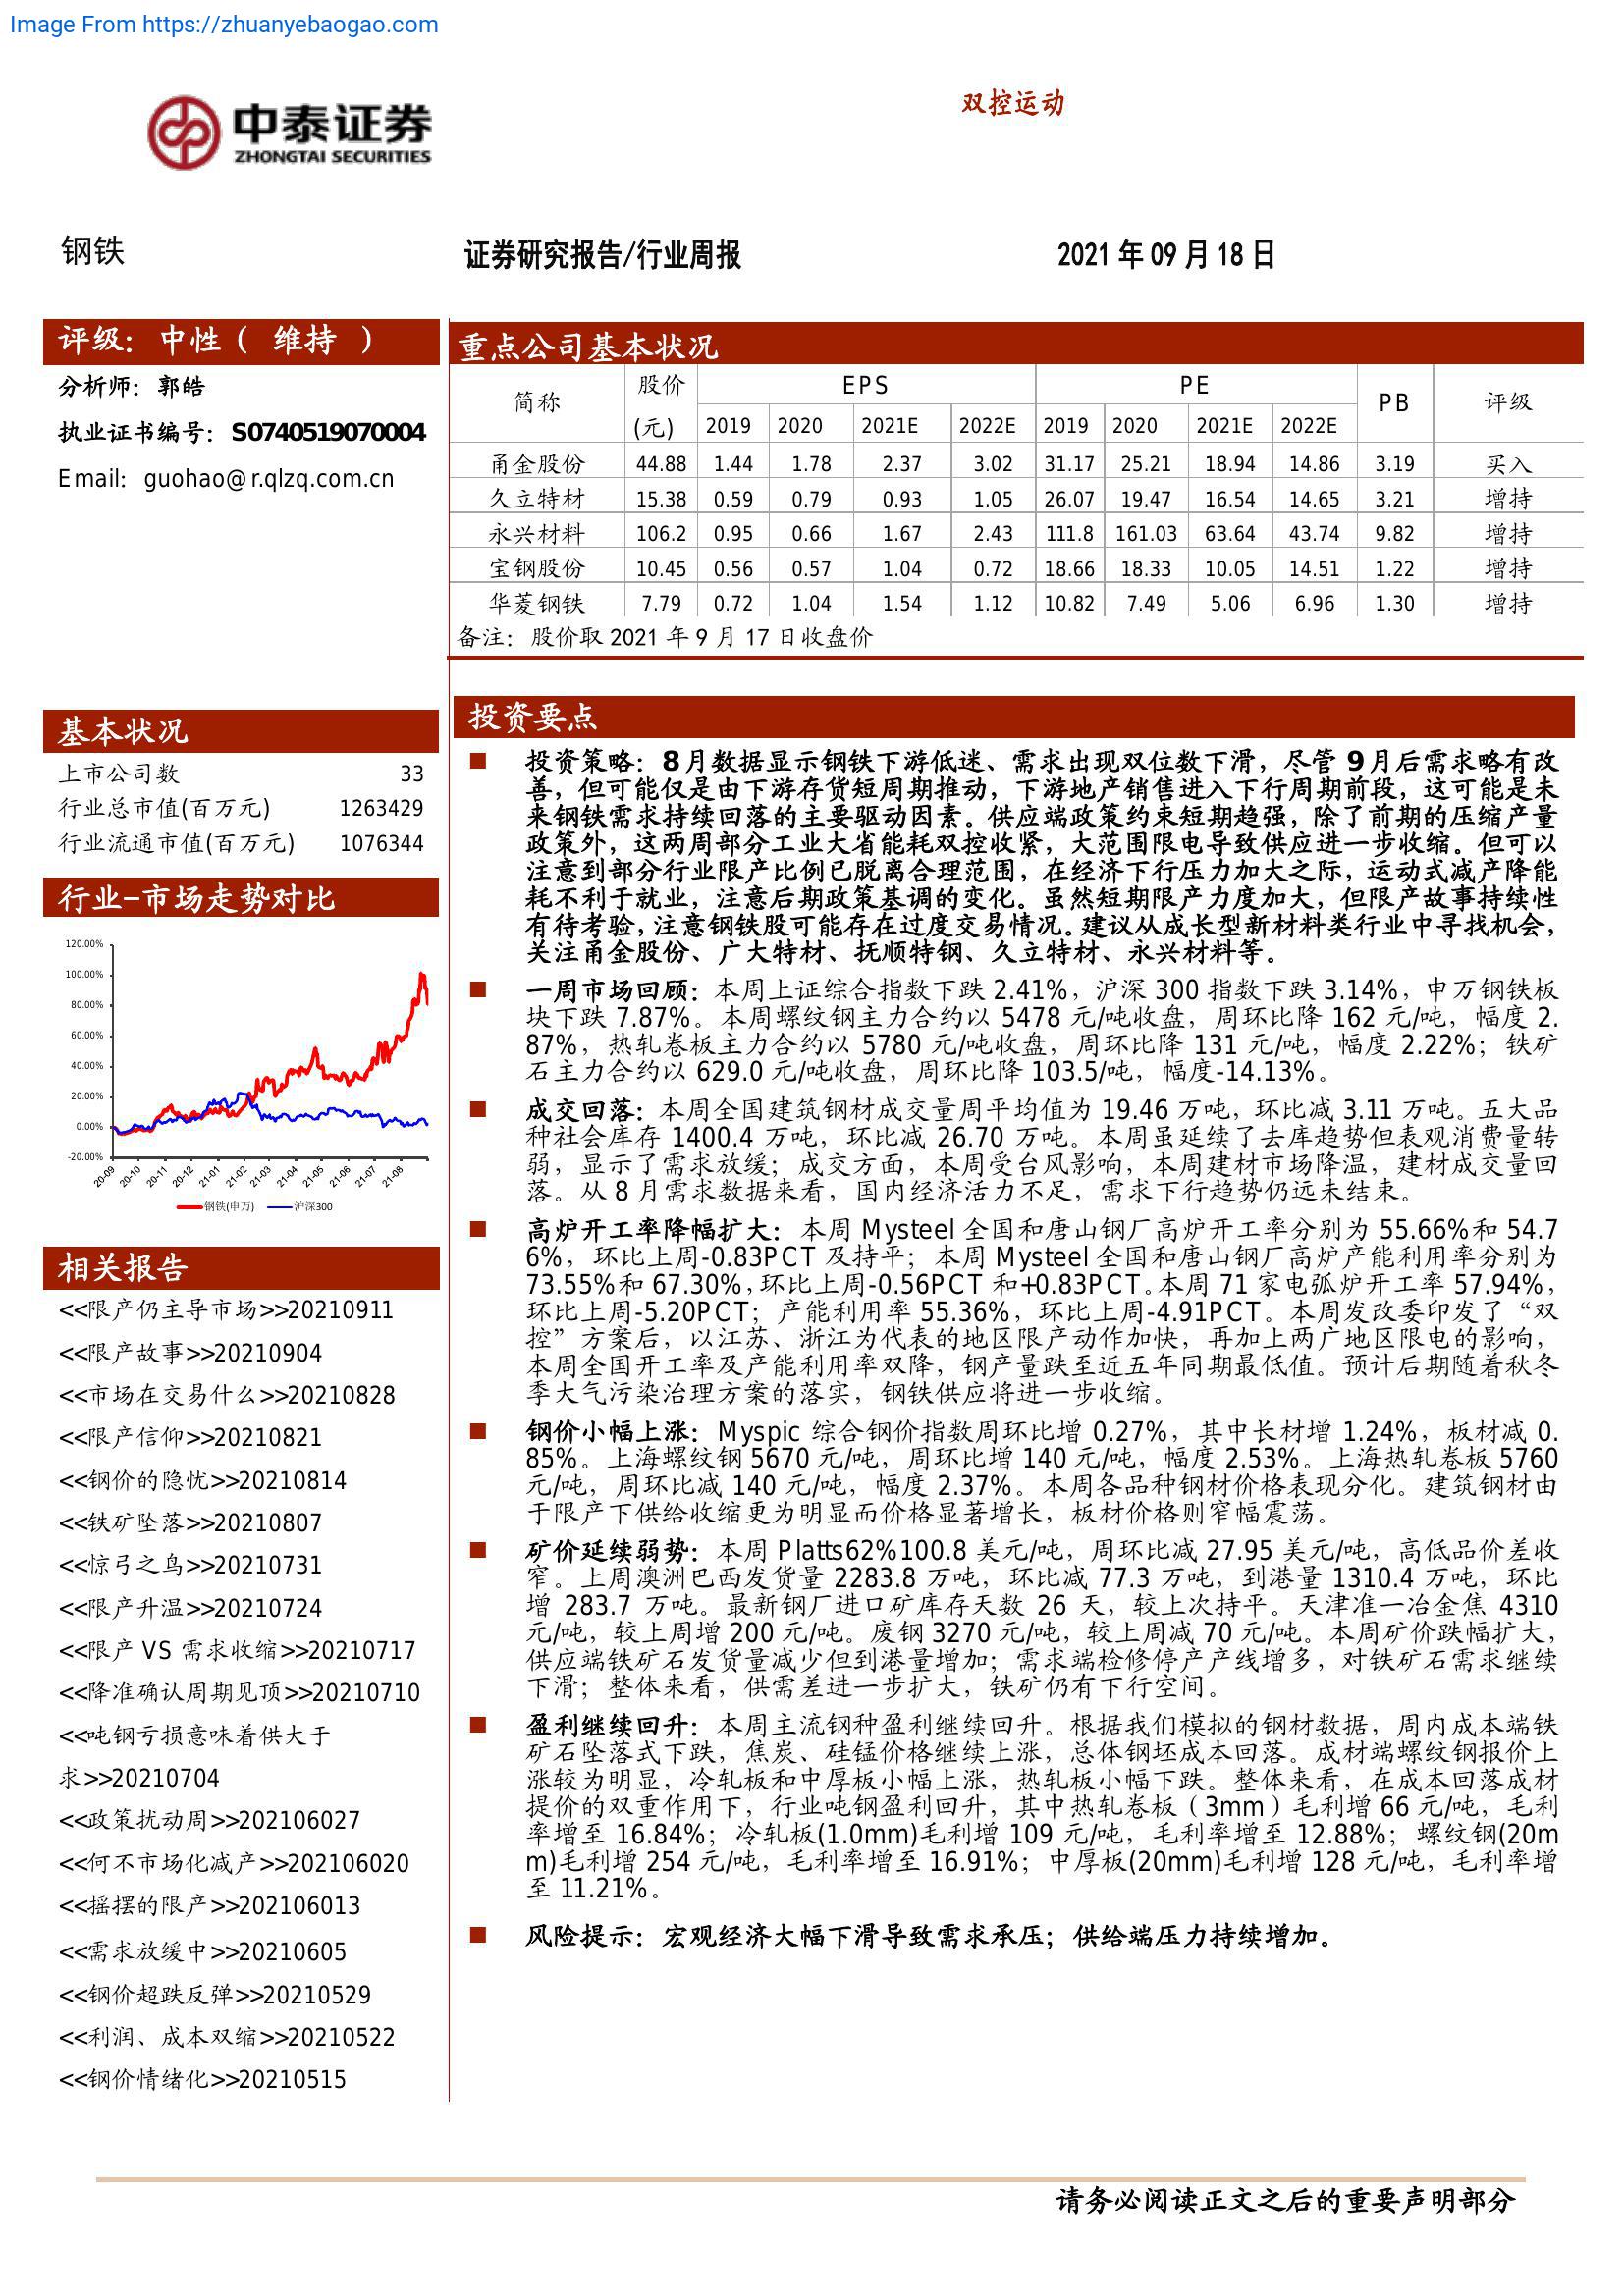 Image From https://zhuanyebaogao.com
中泰证券
ZHONGTAI SECURITIES
双控运动
钢铁
证券研究报告/行业周报
2021 年 09 月 18 日
评级：中性（ 维持 ）
分析师：郭皓
执业证书编号：S0740519070004
Email：guohao@r.qlzq.com.cn
基本状况
上市公司数 33
行业总市值(百万元) 1263429
行业流通市值(百万元) 1076344
行业-市场走势对比
120.00%
100.00%
80.00%
60.00%
40.00%
20.00%
0.00%
-20.00%
20-09 20-10 20-11 20-12 21-01 21-02 21-03 21-04 21-05 21-06 21-07 21-08
钢铁(申万) 沪深300
相关报告
<<限产仍主导市场>>20210911
<<限产故事>>20210904
<<市场在交易什么>>20210828
<<限产信仰>>20210821
<<钢价的隐忧>>20210814
<<铁矿坠落>>20210807
<<惊弓之鸟>>20210731
<<限产升温>>20210724
<<限产 VS 需求收缩>>20210717
<<降准确认周期见顶>>20210710
<<吨钢亏损意味着供大于
求>>20210704
<<政策扰动周>>202106027
<<何不市场化减产>>202106020
<<摇摆的限产>>202106013
<<需求放缓中>>20210605
<<钢价超跌反弹>>20210529
<<利润、成本双缩>>20210522
<<钢价情绪化>>20210515
重点公司基本状况
简称 股价 (元) EPS PE PB 评级
2019 2020 2021E 2022E 2019 2020 2021E 2022E
甬金股份 44.88 1.44 1.78 2.37 3.02 31.17 25.21 18.94 14.86 3.19 买入
久立特材 15.38 0.59 0.79 0.93 1.05 26.07 19.47 16.54 14.65 3.21 增持
永兴材料 106.2 0.95 0.66 1.67 2.43 111.8 161.03 63.64 43.74 9.82 增持
宝钢股份 10.45 0.56 0.57 1.04 0.72 18.66 18.33 10.05 14.51 1.22 增持
华菱钢铁 7.79 0.72 1.04 1.54 1.12 10.82 7.49 5.06 6.96 1.30 增持
备注：股价取 2021 年 9 月 17 日收盘价
投资要点
■ 投资策略：8月数据显示钢铁下游低迷、需求出现双位数下滑，尽管 9月后需求略有改
善，但可能仅是由下游存货短周期推动，下游地产销售进入下行周期前段，这可能是未
来钢铁需求持续回落的主要驱动因素。供应端政策约束短期趋强，除了前期的压缩产量
政策外，这两周部分工业大省能耗双控收紧，大范围限电导致供应进一步收缩。但可以
注意到部分行业限产比例已脱离合理范围，在经济下行压力加大之际，运动式减产降能
耗不利于就业，注意后期政策基调的变化。虽然短期限产力度加大，但限产故事持续性
有待考验，注意钢铁股可能存在过度交易情况。建议从成长型新材料类行业中寻找机会，
关注甬金股份、广大特材、抚顺特钢、久立特材、永兴材料等。
■ 一周市场回顾：本周上证综合指数下跌 2.41%，沪深 300 指数下跌 3.14%，申万钢铁板
块下跌 7.87%。本周螺纹钢主力合约以 5478 元/吨收盘，周环比降 162 元/吨，幅度 2.
87%，热轧卷板主力合约以 5780 元/吨收盘，周环比降 131 元/吨，幅度 2.22%；铁矿
石主力合约以 629.0 元/吨收盘，周环比降 103.5/吨，幅度-14.13%。
■ 成交回落：本周全国建筑钢材成交量周平均值为 19.46 万吨，环比减 3.11 万吨。五大品
种社会库存 1400.4 万吨，环比减 26.70 万吨。本周虽延续了去库趋势但表观消费量转
弱，显示了需求放缓；成交方面，本周受台风影响，本周建材市场降温，建材成交量回
落。从 8 月需求数据来看，国内经济活力不足，需求下行趋势仍远未结束。
■ 高炉开工率降幅扩大：本周 Mysteel 全国和唐山钢厂高炉开工率分别为 55.66%和 54.7
6%，环比上周-0.83PCT 及持平；本周 Mysteel 全国和唐山钢厂高炉产能利用率分别为
73.55%和 67.30%，环比上周-0.56PCT 和+0.83PCT。本周 71 家电弧炉开工率 57.94%，
环比上周-5.20PCT；产能利用率 55.36%，环比上周-4.91PCT。本周发改委印发了“双
控”方案后，以江苏、浙江为代表的地区限产动作加快，再加上两广地区限电的影响，
本周全国开工率及产能利用率双降，钢产量跌至近五年同期最低值。预计后期随着秋冬
季大气污染治理方案的落实，钢铁供应将进一步收缩。
■ 钢价小幅上涨：Myspic 综合钢价指数周环比增 0.27%，其中长材增 1.24%，板材减 0.
85%。上海螺纹钢 5670 元/吨，周环比增 140 元/吨，幅度 2.53%。上海热轧卷板 5760
元/吨，周环比减 140 元/吨，幅度 2.37%。本周各品种钢材价格表现分化。建筑钢材由
于限产下供给收缩更为明显而价格显著增长，板材价格则窄幅震荡。
■ 矿价延续弱势：本周 Platts62%100.8 美元/吨，周环比减 27.95 美元/吨，高低品价差收
窄。上周澳洲巴西发货量 2283.8 万吨，环比减 77.3 万吨，到港量 1310.4 万吨，环比
增 283.7 万吨。最新钢厂进口矿库存天数 26 天，较上次持平。天津准一冶金焦 4310
元/吨，较上周增 200 元/吨。废钢 3270 元/吨，较上周减 70 元/吨。本周矿价跌幅扩大，
供应端铁矿石发货量减少但到港量增加；需求端检修停产产线增多，对铁矿石需求继续
下滑；整体来看，供需差进一步扩大，铁矿仍有下行空间。
■ 盈利继续回升：本周主流钢种盈利继续回升。根据我们模拟的钢材数据，周内成本端铁
矿石坠落式下跌，焦炭、硅锰价格继续上涨，总体钢坯成本回落。成材端螺纹钢报价上
涨较为明显，冷轧板和中厚板小幅上涨，热轧板小幅下跌。整体来看，在成本回落成材
提价的双重作用下，行业吨钢盈利回升，其中热轧卷板（3mm）毛利增 66 元/吨，毛利
率增至 16.84%；冷轧板(1.0mm)毛利增 109 元/吨，毛利率增至 12.88%；螺纹钢(20m
m)毛利增 254 元/吨，毛利率增至 16.91%；中厚板(20mm)毛利增 128 元/吨，毛利率增
至 11.21%。
■ 风险提示：宏观经济大幅下滑导致需求承压；供给端压力持续增加。
请务必阅读正文之后的重要声明部分